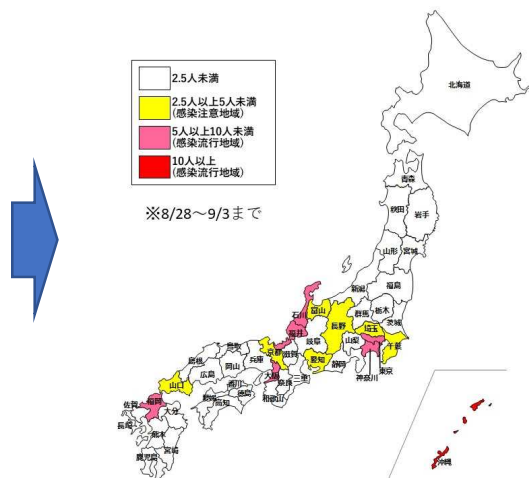 2.5人未満
2.5人以上5人未満
(感染注意地域)
5人以上10人未満
(感染流行地域)
10人以上
(感染流行地域)
※8/28～9/3まで
北海道
青森
秋田
岩手
山形
宮城
福島
新潟
群馬
栃木
茨城
石川
富山
長野
埼玉
福井
岐阜
山梨
千葉
東京
神奈川
静岡
愛知
京都
滋賀
鳥取
兵庫
島根
岡山
広島
大阪
奈良
三重
和歌山
香川
徳島
愛媛
高知
山口
福岡
佐賀
大分
長崎
熊本
宮崎
鹿児島
沖縄